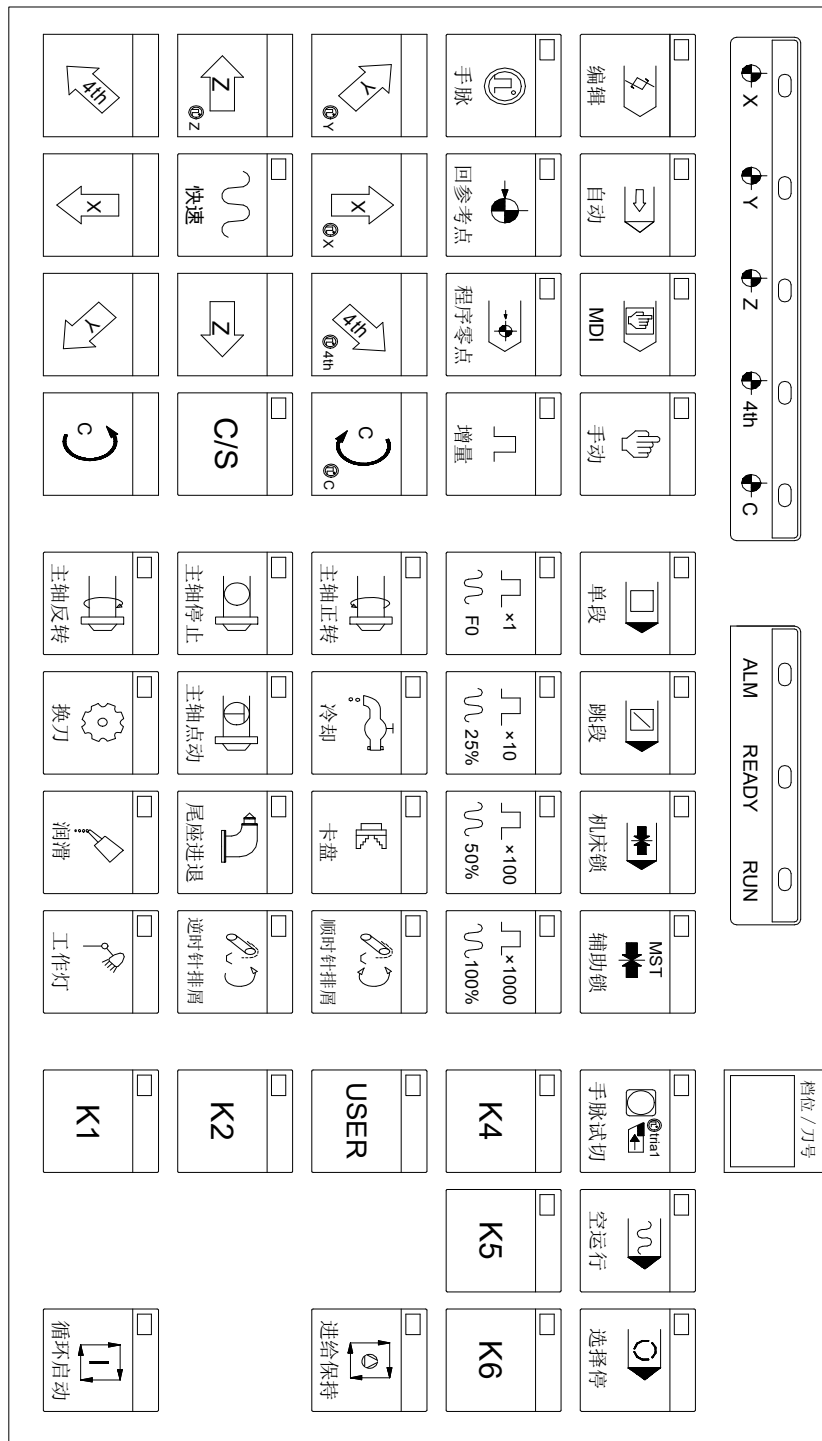 X
Y
Z
4th
C
ALM
READY
RUN
档位 / 刀号
编辑
自动
MDI
手动
单段
跳段
机床锁
MST
辅助锁
tria1
手脉试切
空运行
选择停
手脉
回参考点
程序零点
增量
×1
F0
×10
25%
×100
50%
×1000
100%
K4
K5
K6
Y
Y
X
X
4th
4th
C
C
主轴正转
冷却
卡盘
顺时针排屑
USER
进给保持
Z
Z
快速
Z
C/S
主轴停止
主轴点动
尾座进退
逆时针排屑
K2
4th
X
Y
C
主轴反转
换刀
润滑
工作灯
K1
循环启动